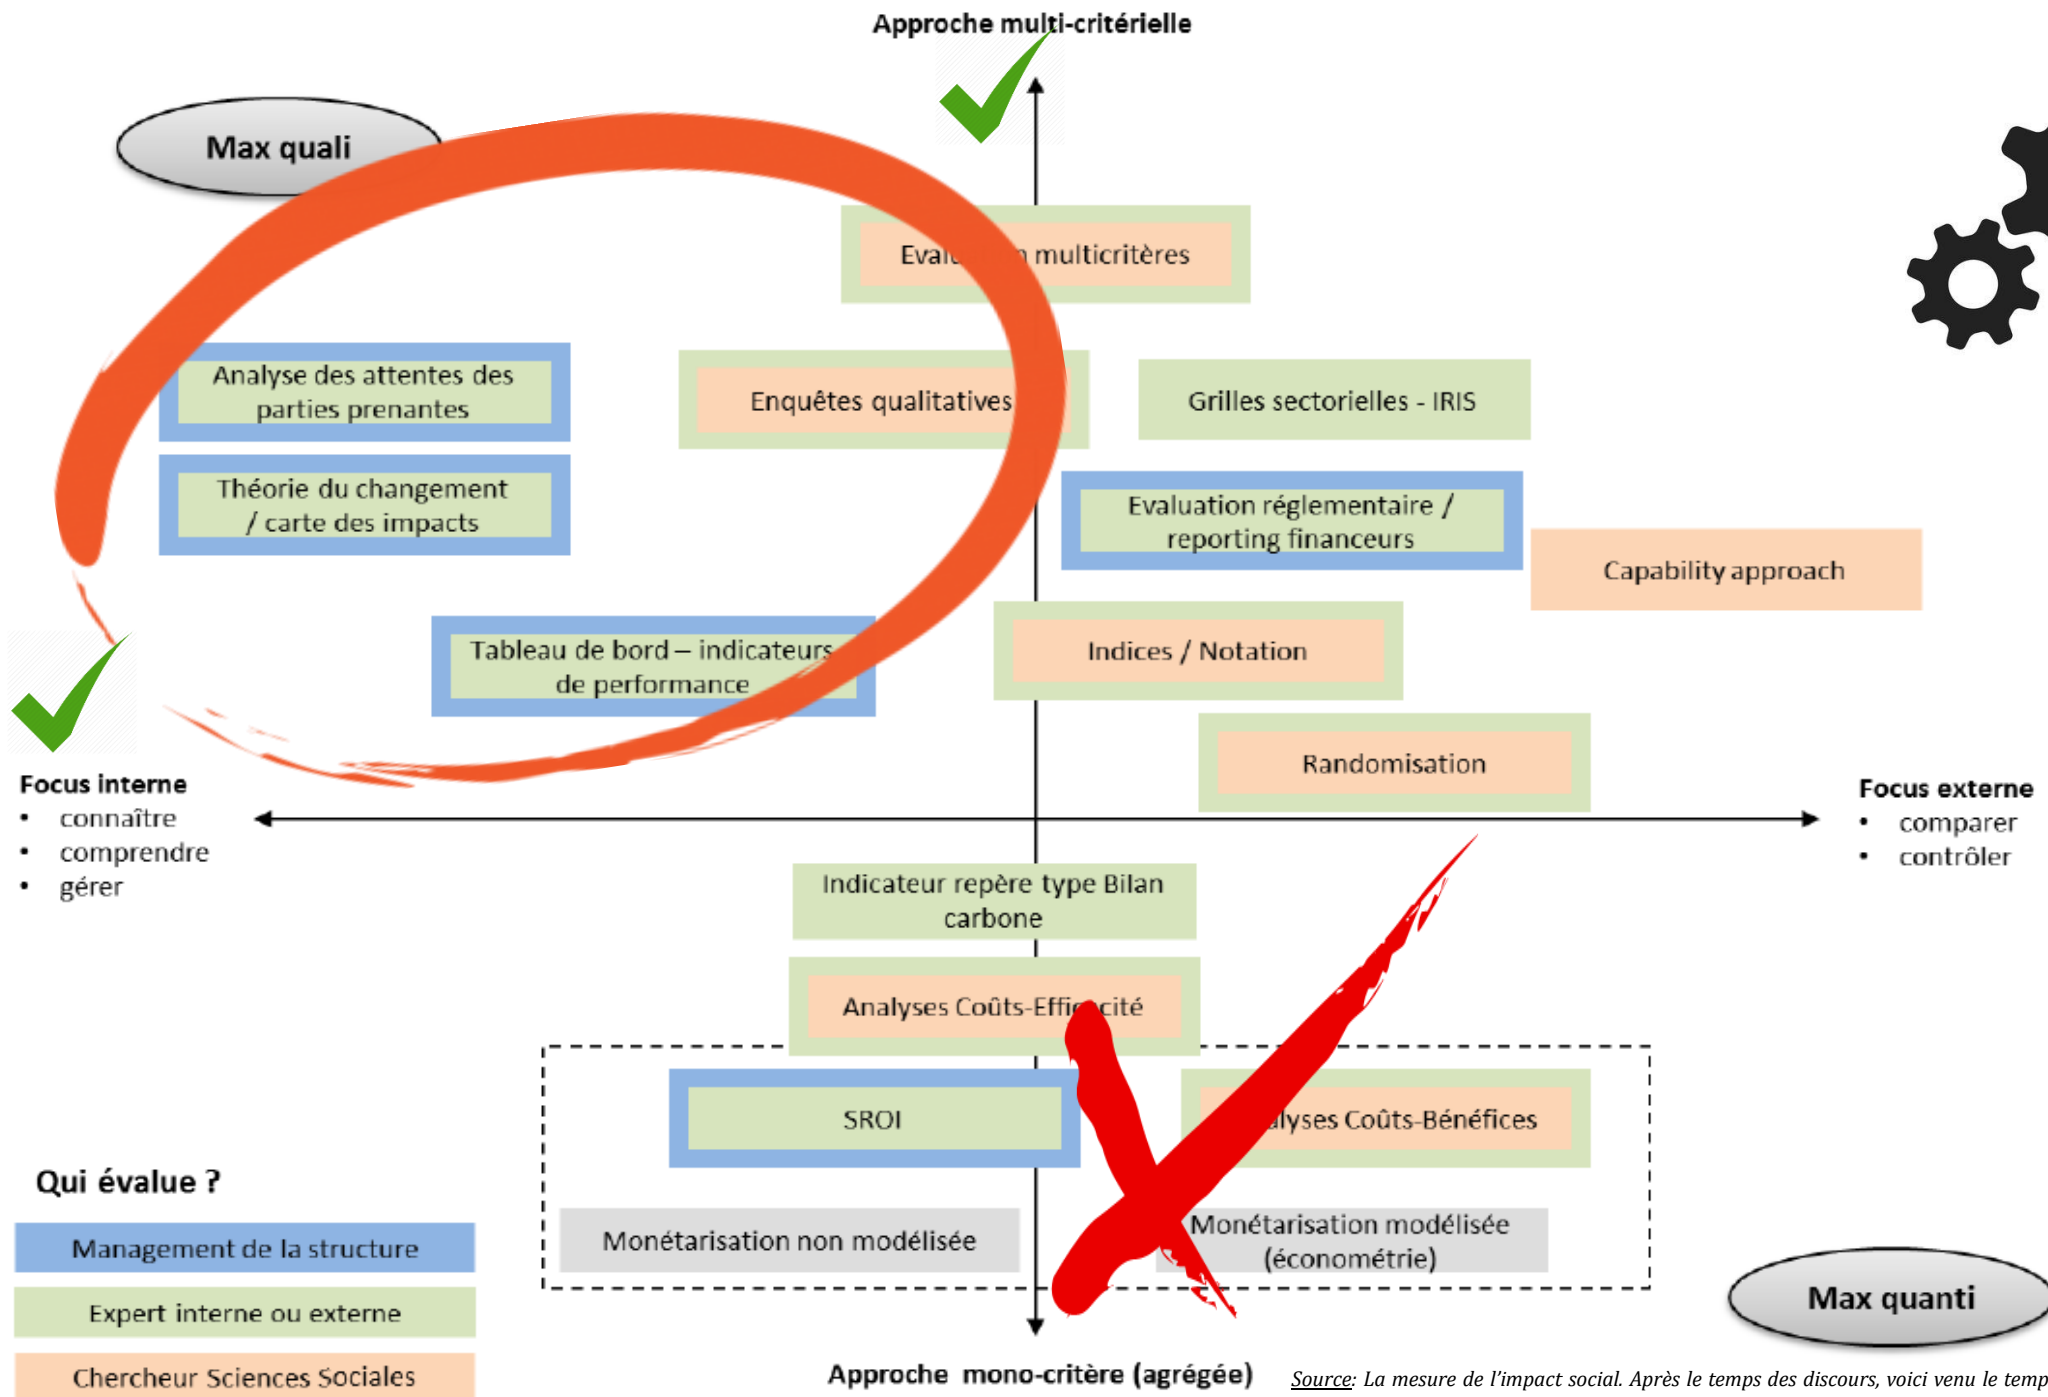 Approche multi-critérielle
Max quali
Evaluation multicritères
Analyse des attentes des
parties prenantes
Enquêtes qualitatives
Grilles sectorielles - IRIS
Théorie du changement
/ carte des impacts
Evaluation réglementaire /
reporting financeurs
Capability approach
Tableau de bord – indicateurs
de performance
Indices / Notation
Randomisation
Focus interne
• connaître
• comprendre
• gérer
Focus externe
• comparer
• contrôler
Indicateur repère type Bilan
carbone
Analyses Coûts-Efficacité
SROI
Analyses Coûts-Bénéfices
Monétarisation non modélisée
Monétarisation modélisée
(économétrie)
Qui évalue ?
Management de la structure
Expert interne ou externe
Chercheur Sciences Sociales
Max quanti
Approche mono-critère (agrégée)
Source: La mesure de l'impact social. Après le temps des discours, voici venu le temp